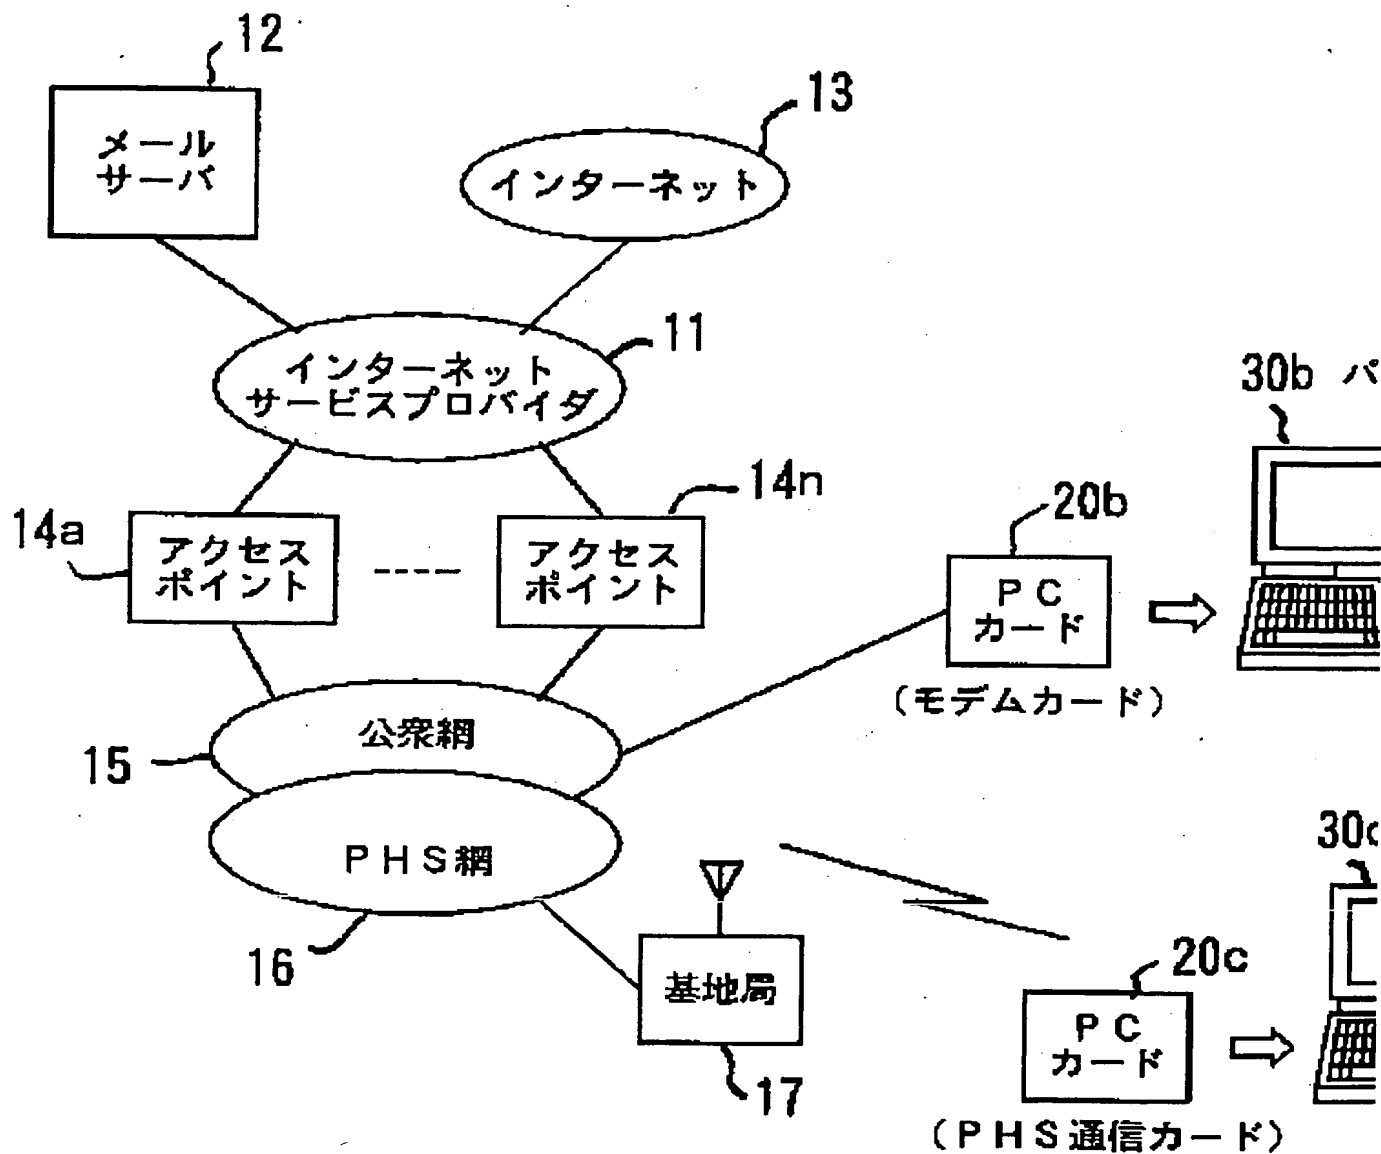 12
メール
サーバ
13
インターネット
11
インターネット
サービスプロバイダ
30b パ
14a
アクセス
ポイント
14n
アクセス
ポイント
20b
PC
カード
(モデムカード)
15
公衆網
PHS網
16
基地局
17
30c
20c
PC
カード
(PHS通信カード)